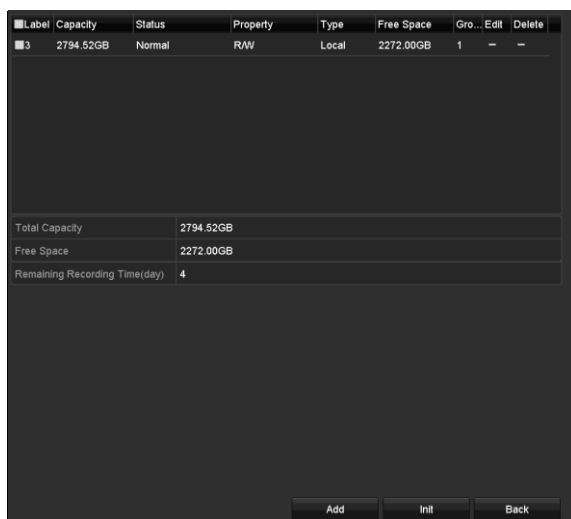 Label Capacity Status Property Type Free Space Gro... Edit Delete
3 2794.52GB Normal R/W Local 2272.00GB 1 – –
Total Capacity 2794.52GB
Free Space 2272.00GB
Remaining Recording Time(day) 4
Add Init Back